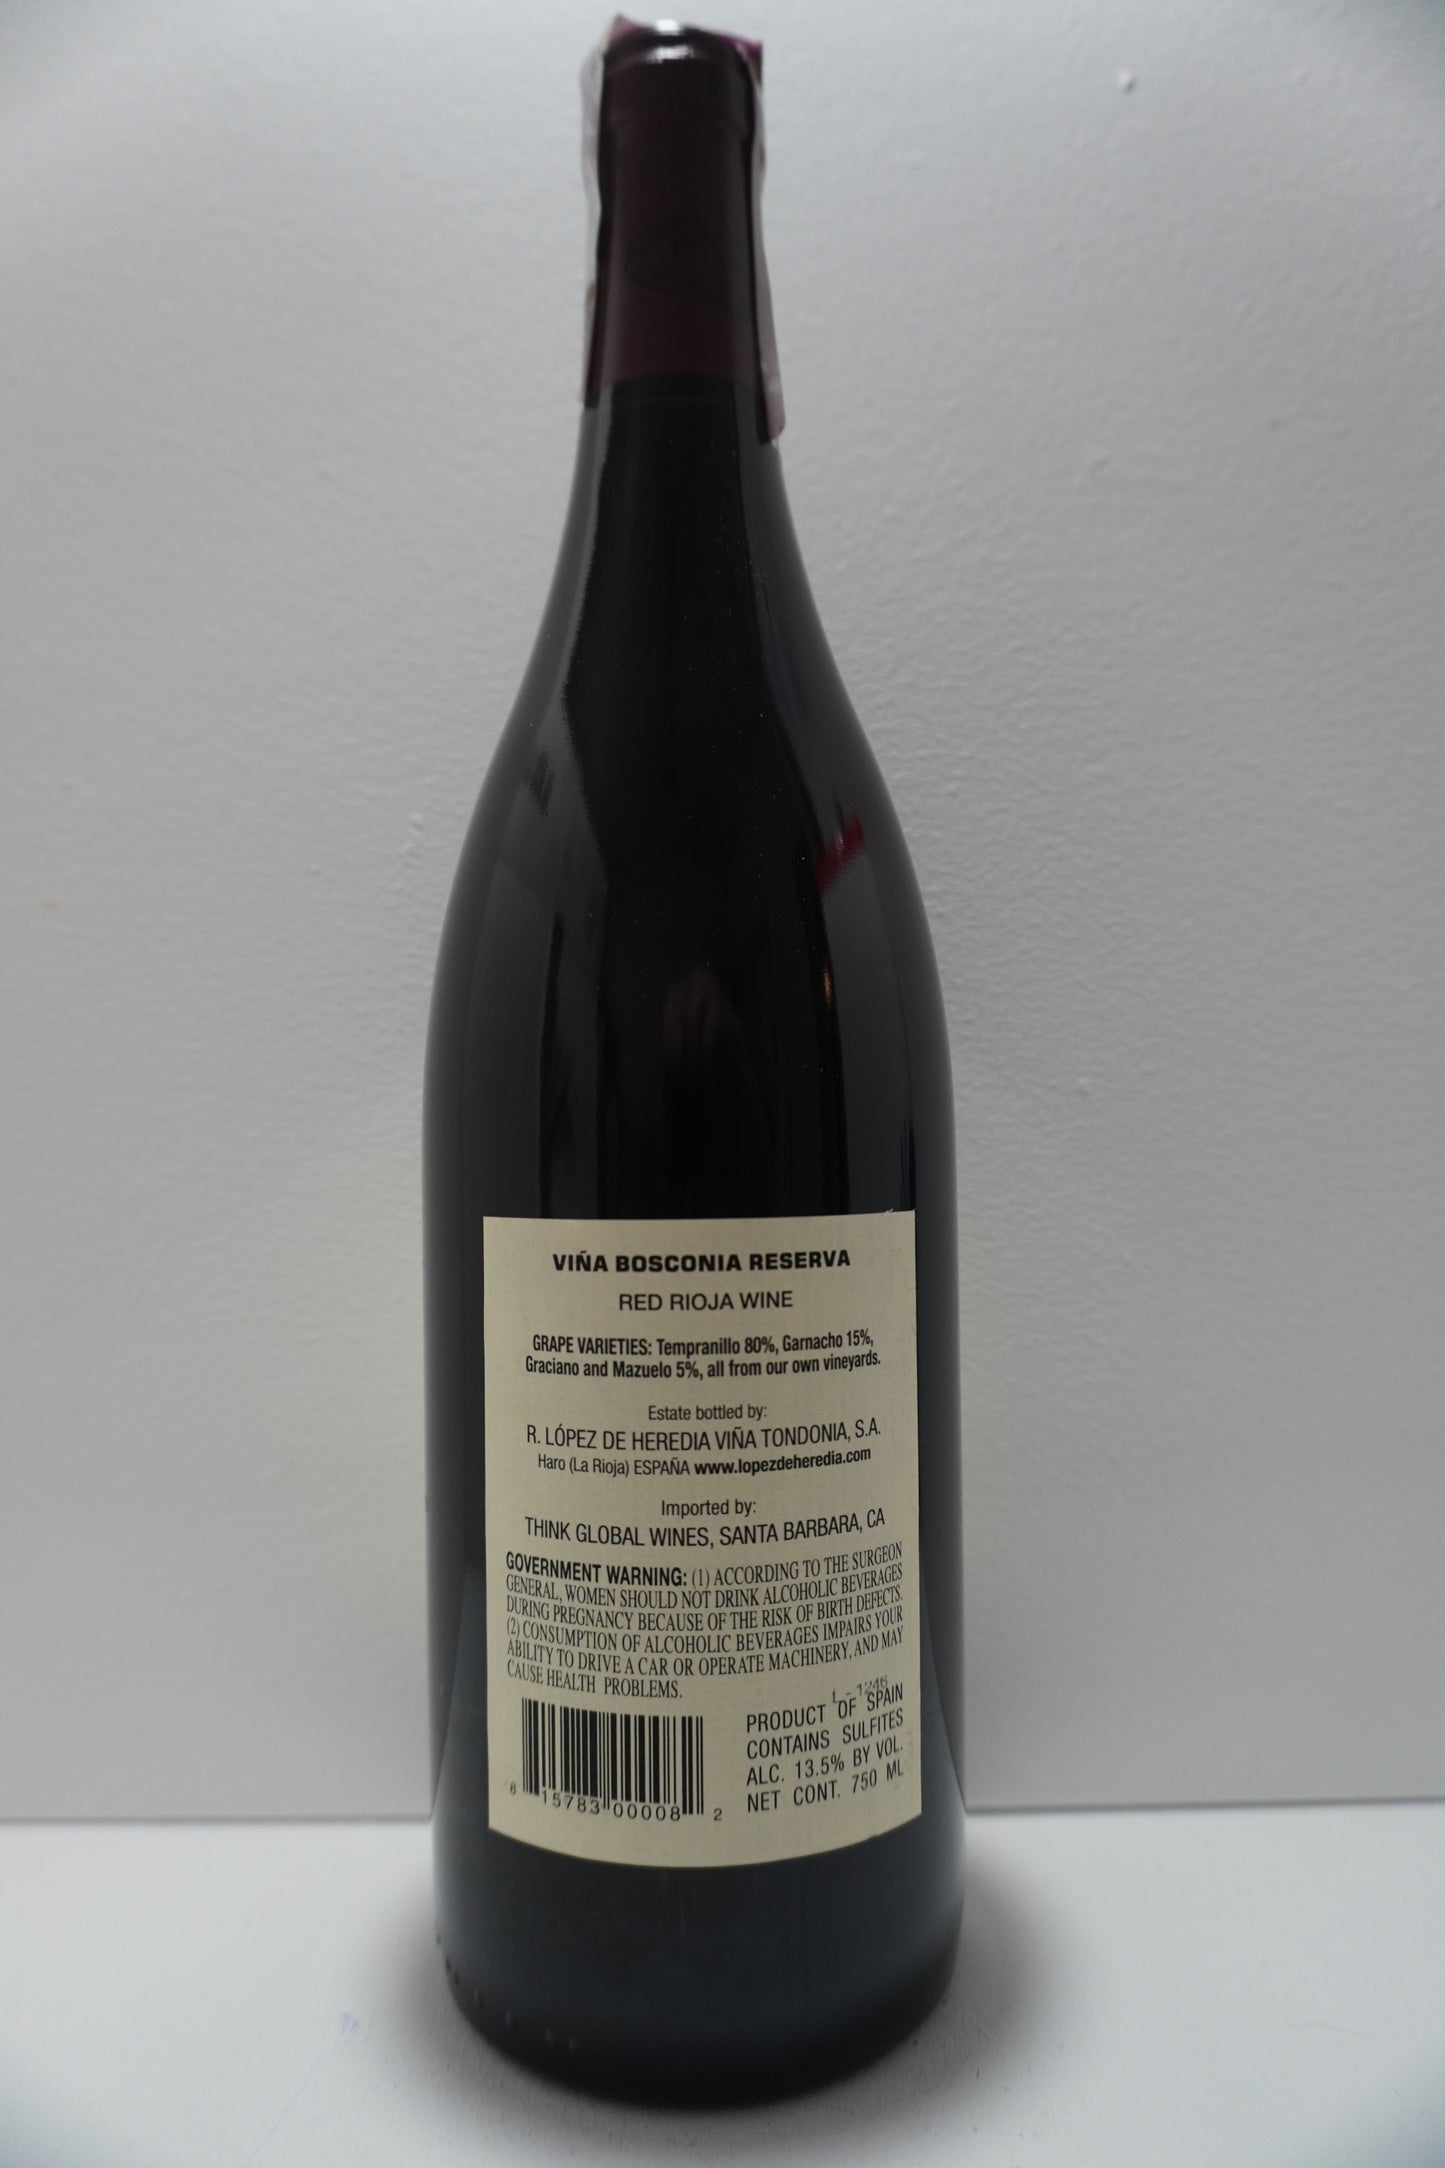 VIÑA BOSCONIA RESERVA
RED RIOJA WINE
GRAPE VARIETIES: Tempranillo 80%, Garnacho 15%,
Graciano and Mazuelo 5%, all from our own vineyards.
Estate bottled by:
R. LÓPEZ DE HEREDIA VIÑA TONDONIA, S.A.
Haro (La Rioja) ESPAÑA www.lopezdeheredia.com
Imported by:
THINK GLOBAL WINES, SANTA BARBARA, CA
GOVERNMENT WARNING: (1) ACCORDING TO THE SURGEON
GENERAL, WOMEN SHOULD NOT DRINK ALCOHOLIC BEVERAGES
DURING PREGNANCY BECAUSE OF THE RISK OF BIRTH DEFECTS.
(2) CONSUMPTION OF ALCOHOLIC BEVERAGES IMPAIRS YOUR
ABILITY TO DRIVE A CAR OR OPERATE MACHINERY, AND MAY
CAUSE HEALTH PROBLEMS.
L - 1246
PRODUCT OF SPAIN
CONTAINS SULFITES
ALC. 13.5% BY VOL.
NET CONT. 750 ML
8 15783 00008 2